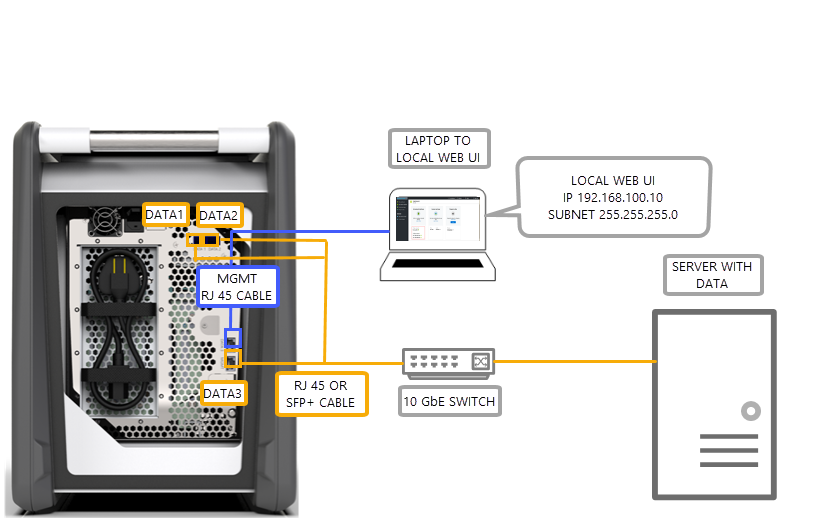 LAPTOP TO
LOCAL WEB UI
LOCAL WEB UI
IP 192.168.100.10
SUBNET 255.255.255.0
DATA1
DATA2
MGMT
RJ 45 CABLE
SERVER WITH
DATA
DATA3
RJ 45 OR
SFP+ CABLE
10 GbE SWITCH